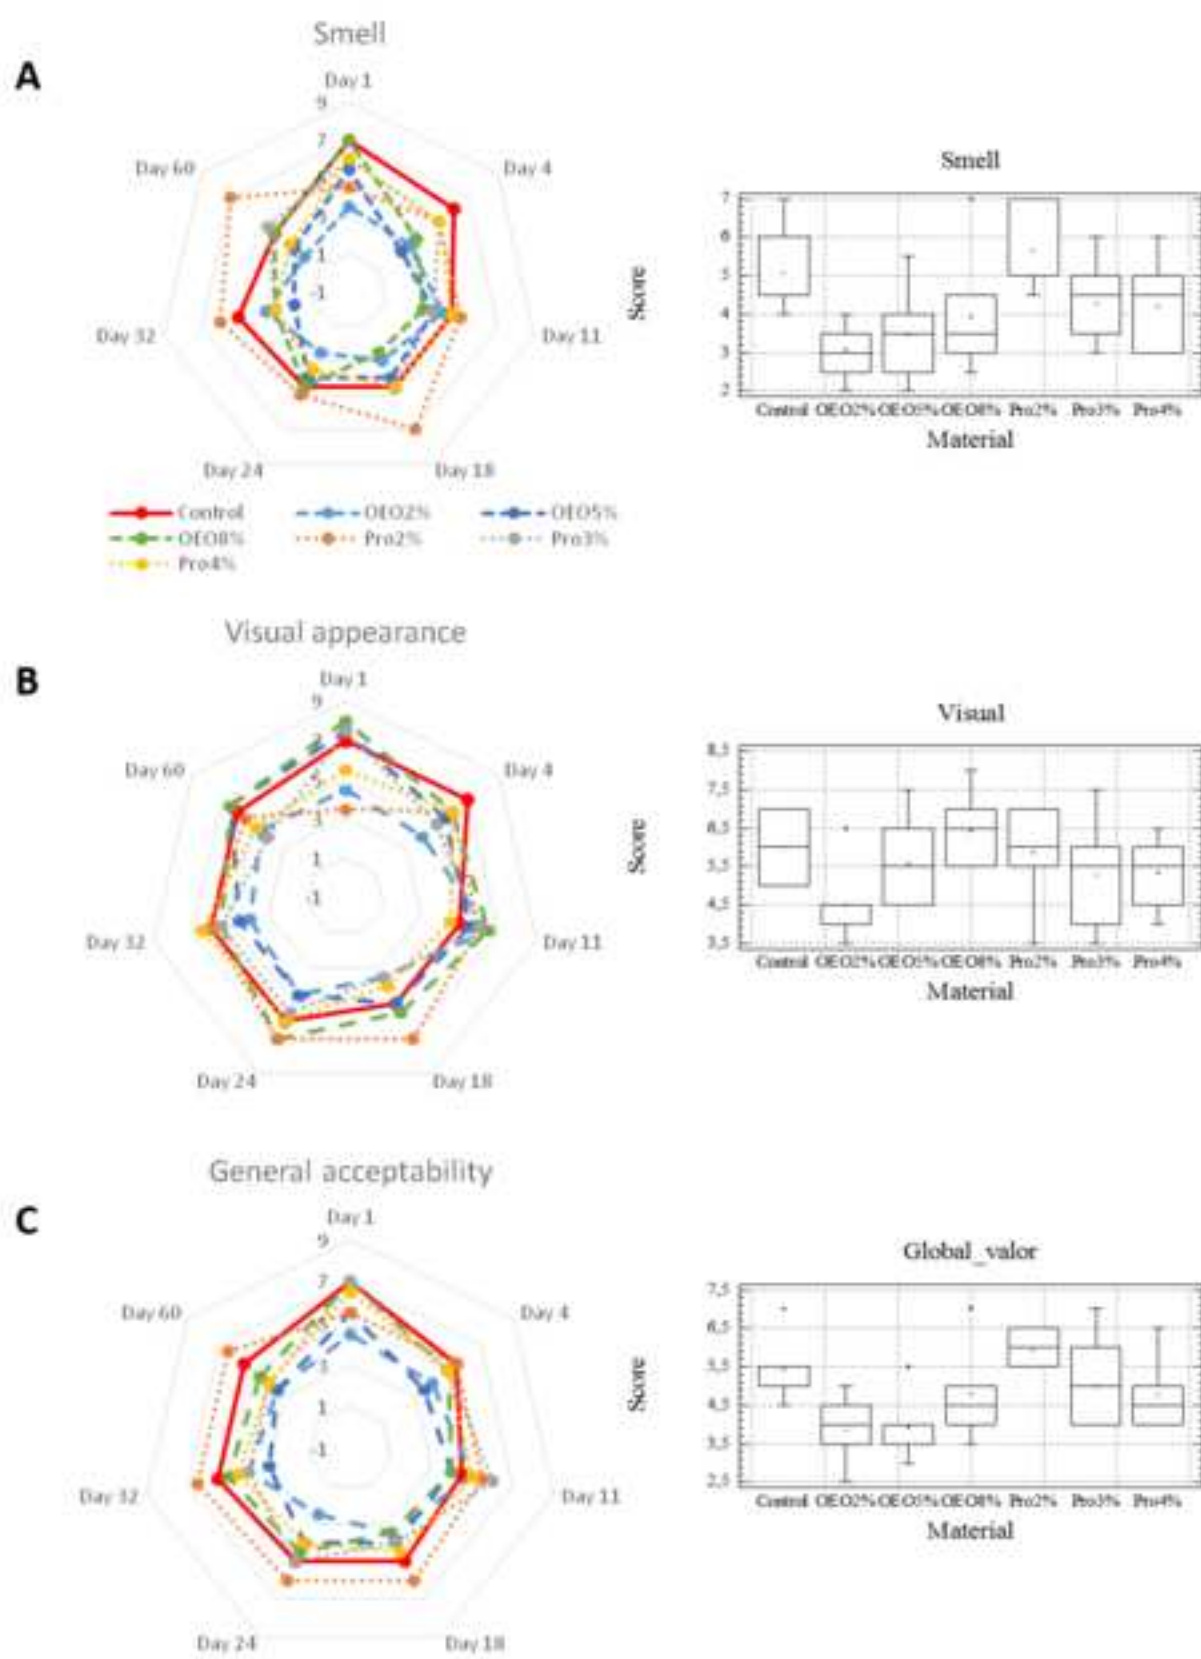 A
Smell
Day 1
9
7
1
-1
Day 4
Day 11
Day 18
Day 24
Day 32
Day 60
Control
OEO2%
OEO5%
OEO8%
Pro2%
Pro3%
Pro4%
Smell
Score
7
6
5
4
3
2
Control OEO2% OEO5% OEO8% Pro2% Pro3% Pro4%
Material
B
Visual appearance
Day 1
9
1
-1
Day 4
Day 11
Day 18
Day 24
Day 32
Day 60
Visual
Score
8,5
7,5
6,5
5,5
4,5
3,5
Control OEO2% OEO5% OEO8% Pro2% Pro3% Pro4%
Material
C
General acceptability
Day 1
9
7
1
-1
Day 4
Day 11
Day 18
Day 24
Day 32
Day 60
Global_valor
Score
7,5
6,5
5,5
4,5
3,5
2,5
Control OEO2% OEO5% OEO8% Pro2% Pro3% Pro4%
Material